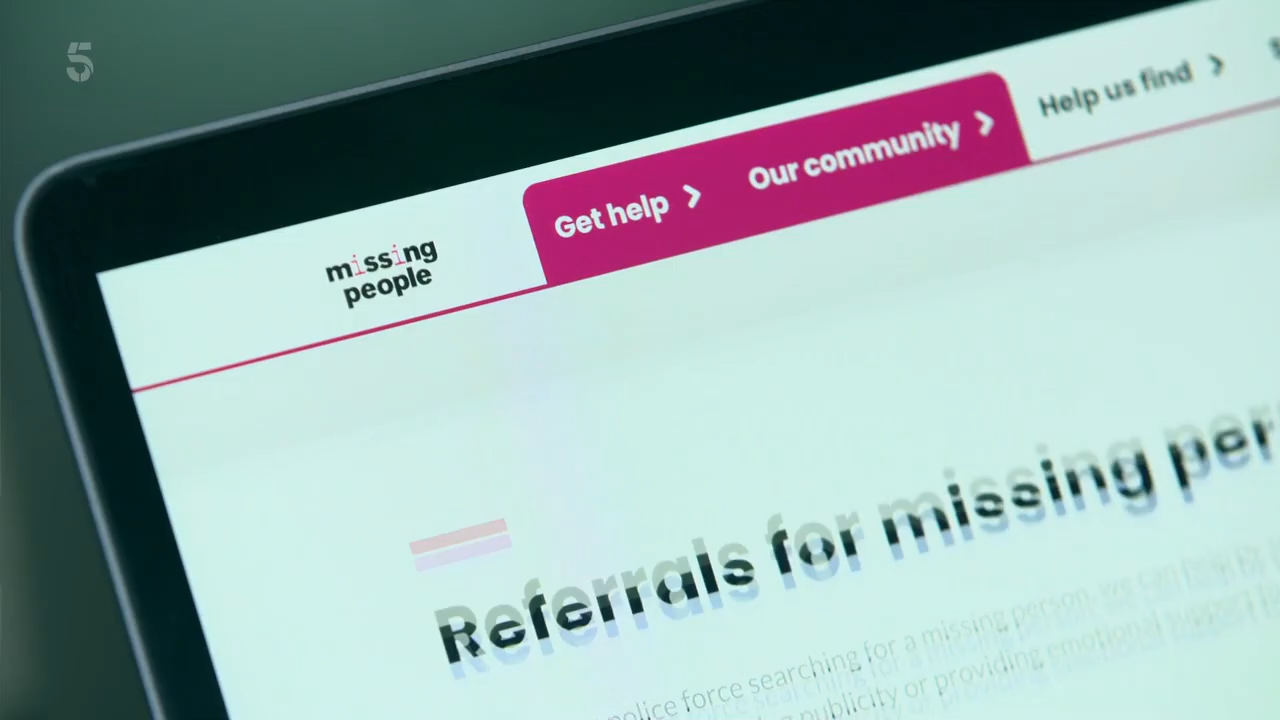 5
Get help > Our community > Help us find >
missing
people
Referrals for missing per
police force searching for a missing person, we can help
publicity or providing emotional support